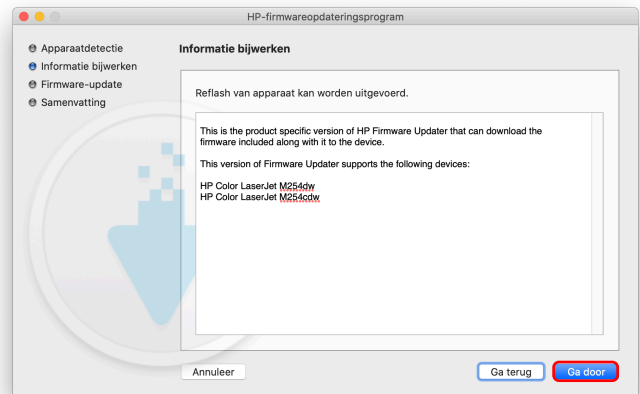 HP-firmwareopdateringsprogram
Apparaatdetectie
Informatie bijwerken
Firmware-update
Samenvatting
Informatie bijwerken
Reflash van apparaat kan worden uitgevoerd.
This is the product specific version of HP Firmware Updater that can download the
firmware included along with it to the device.
This version of Firmware Updater supports the following devices:
HP Color LaserJet M254dw
HP Color LaserJet M254cdw
Annuleer
Ga terug
Ga door